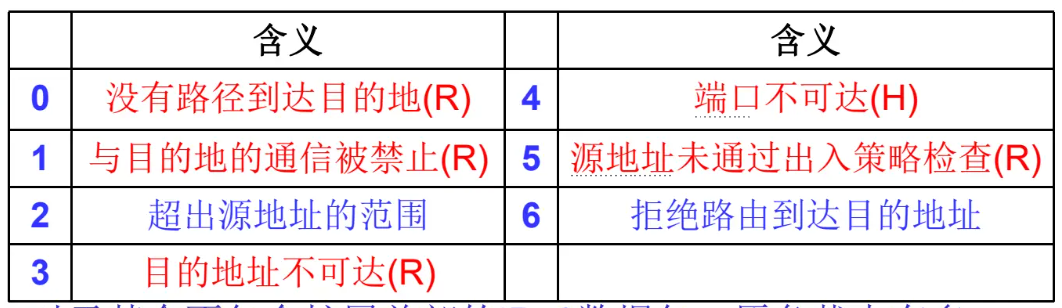 含义 含义
0 没有路径到达目的地(R) 4 端口不可达(H)
1 与目的地的通信被禁止(R) 5 源地址未通过出入策略检查(R)
2 超出源地址的范围 6 拒绝路由到达目的地址
3 目的地址不可达(R)